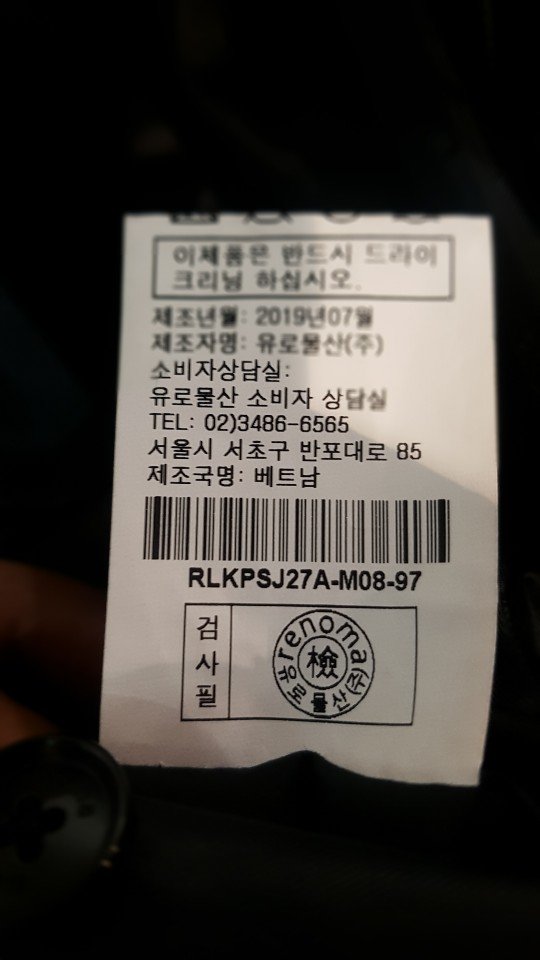 이제품은 반드시 드라이
크리닝 하십시오.
제조년월: 2019년07월
제조자명: 유로물산(주)
소비자상담실:
유로물산 소비자 상담실
TEL: 02)3486-6565
서울시 서초구 반포대로 85
제조국명: 베트남
RLKPSJ27A-M08-97
검
사
필
renoma
檢
유로물산(주)